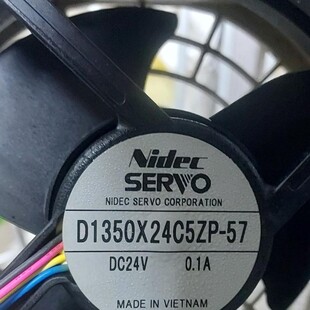 Nidec
SERVO
NIDEC SERVO CORPORATION
D1350X24C5ZP-57
DC24V 0.1A
MADE IN VIETNAM